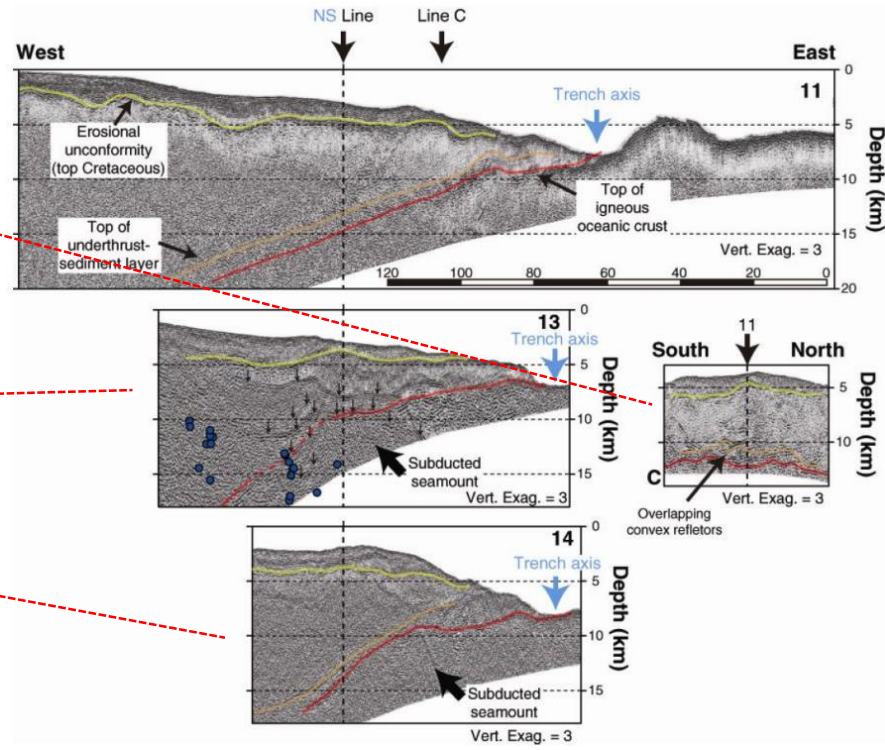 NS Line
Line C
West
East
0
11
Trench axis
Erosional
unconformity
(top Cretaceous)
5
Depth (km)
10
Top of
igneous
oceanic crust
Top of
underthrust-
sediment layer
15
Vert. Exag. = 3
120
100
80
60
40
20
0
20
13
0
Trench axis
5
Depth (km)
10
Subducted
seamount
15
Vert. Exag. = 3
11
South
North
5
10
Depth (km)
C
Vert. Exag. = 3
Overlapping
convex refletors
14
0
Trench axis
5
Depth (km)
10
Subducted
seamount
15
Vert. Exag. = 3